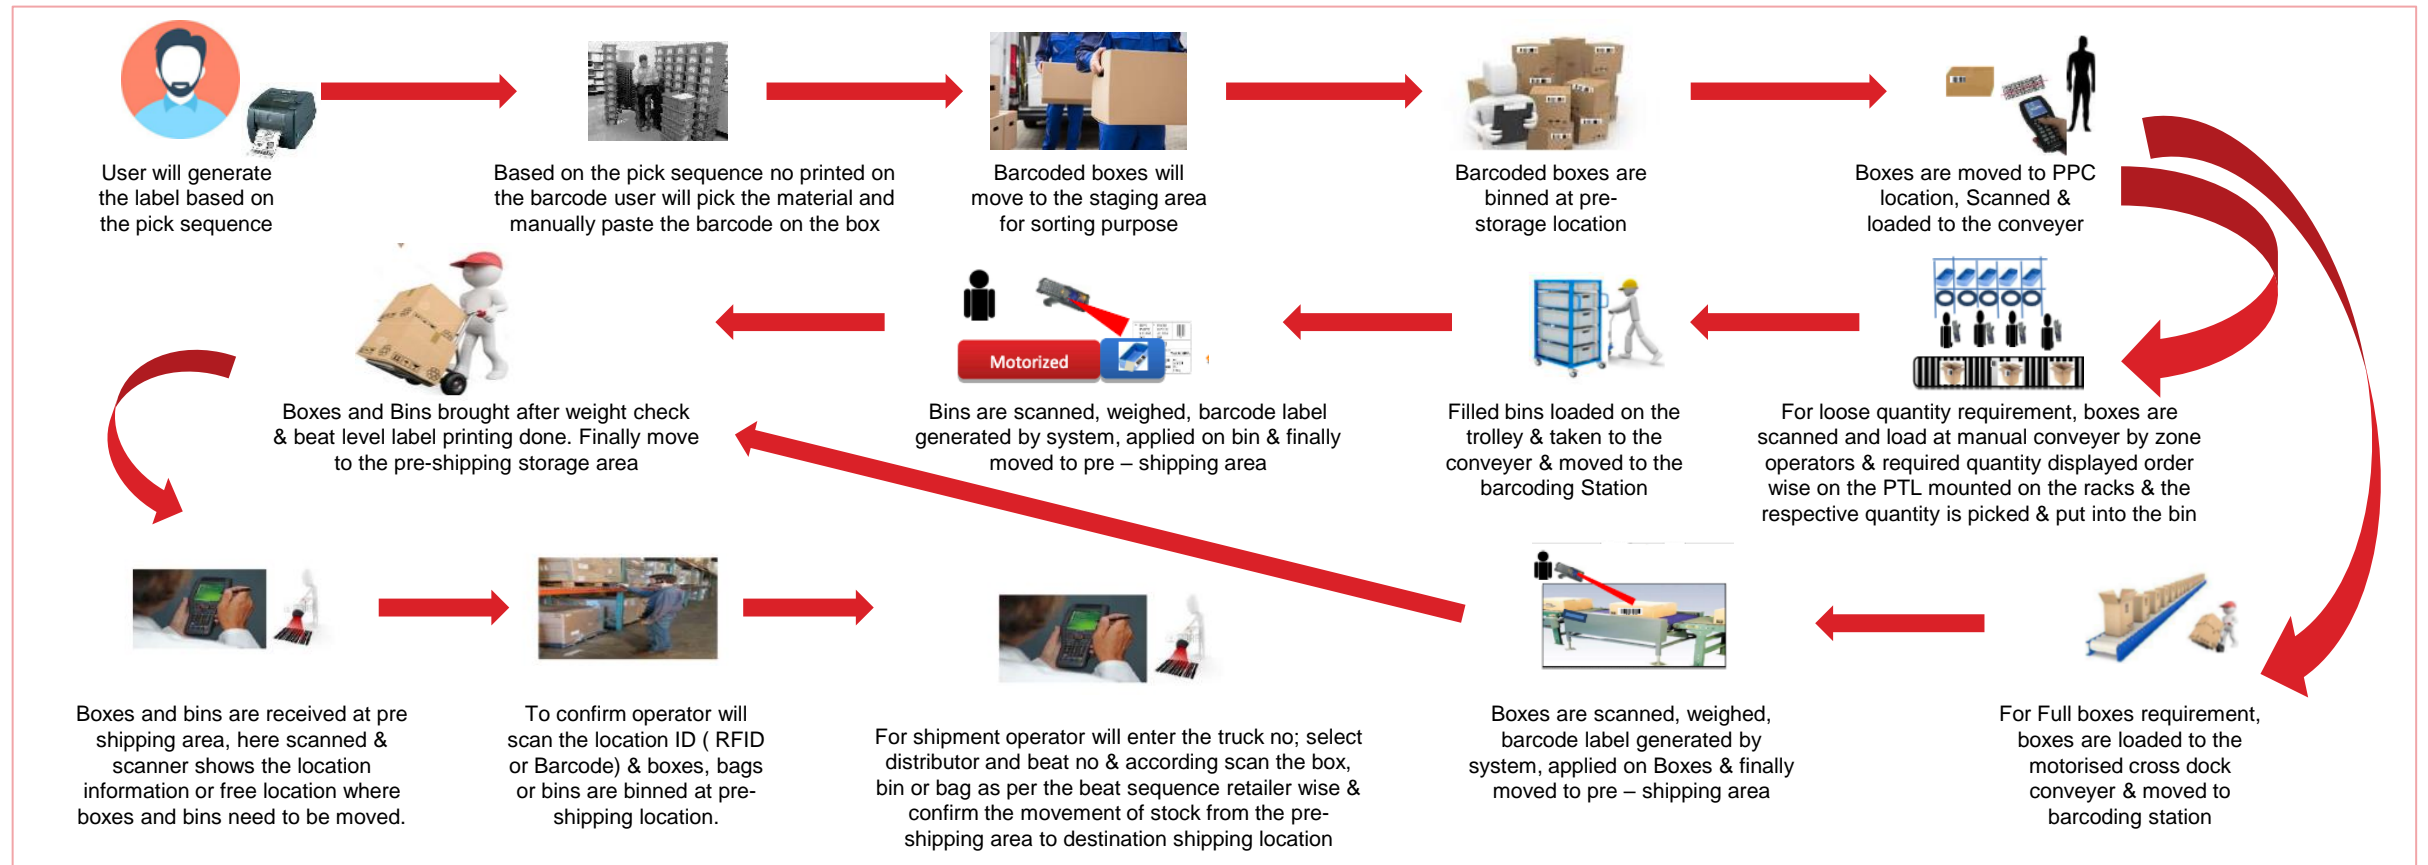 User will generate
the label based on
the pick sequence
Based on the pick sequence no printed on
the barcode user will pick the material and
manually paste the barcode on the box
Barcoded boxes will
move to the staging area
for sorting purpose
Barcoded boxes are
binned at pre-
storage location
Boxes are moved to PPC
location, Scanned &
loaded to the conveyer
For loose quantity requirement, boxes are
scanned and load at manual conveyer by zone
operators & required quantity displayed order
wise on the PTL mounted on the racks & the
respective quantity is picked & put into the bin
Filled bins loaded on the
trolley & taken to the
conveyer & moved to the
barcoding Station
Motorized
Bins are scanned, weighed, barcode label
generated by system, applied on bin & finally
moved to pre – shipping area
Boxes and Bins brought after weight check
& beat level label printing done. Finally move
to the pre-shipping storage area
Boxes and bins are received at pre
shipping area, here scanned &
scanner shows the location
information or free location where
boxes and bins need to be moved.
To confirm operator will
scan the location ID ( RFID
or Barcode) & boxes, bags
or bins are binned at pre-
shipping location.
For shipment operator will enter the truck no; select
distributor and beat no & according scan the box,
bin or bag as per the beat sequence retailer wise &
confirm the movement of stock from the pre-
shipping area to destination shipping location
Boxes are scanned, weighed,
barcode label generated by
system, applied on Boxes & finally
moved to pre – shipping area
For Full boxes requirement,
boxes are loaded to the
motorised cross dock
conveyer & moved to
barcoding station